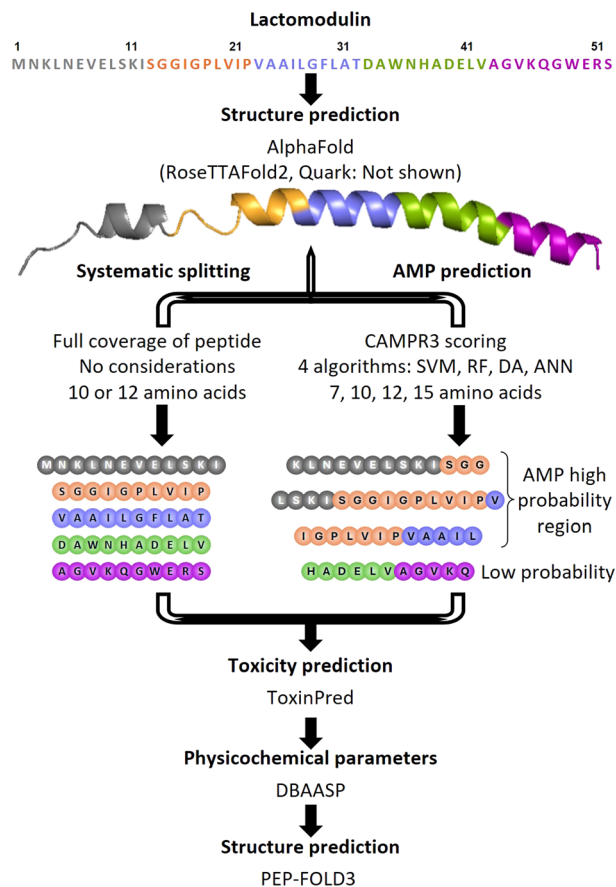 Lactomodulin
1 11 21 31 41 51
MNKLNEVELSKISGGIGPLVIPVAAILGFLATDAWNHADELVAGVKQGWERS
Structure prediction
AlphaFold
(RoseTTAFold2, Quark: Not shown)
Systematic splitting
AMP prediction
Full coverage of peptide
No considerations
10 or 12 amino acids
CAMPR3 scoring
4 algorithms: SVM, RF, DA, ANN
7, 10, 12, 15 amino acids
MNKLNEVELSKI
SGGIGPLVIP
VAAILGFLAT
DAWNHADELV
AGVKQGWERS
KLNEVELSKISGG
LSKISGGIGPLVIPV
IGPLVIPVAAIL
HADELVAGVKQ
AMP high
probability
region
Low probability
Toxicity prediction
ToxinPred
Physicochemical parameters
DBAASP
Structure prediction
PEP-FOLD3